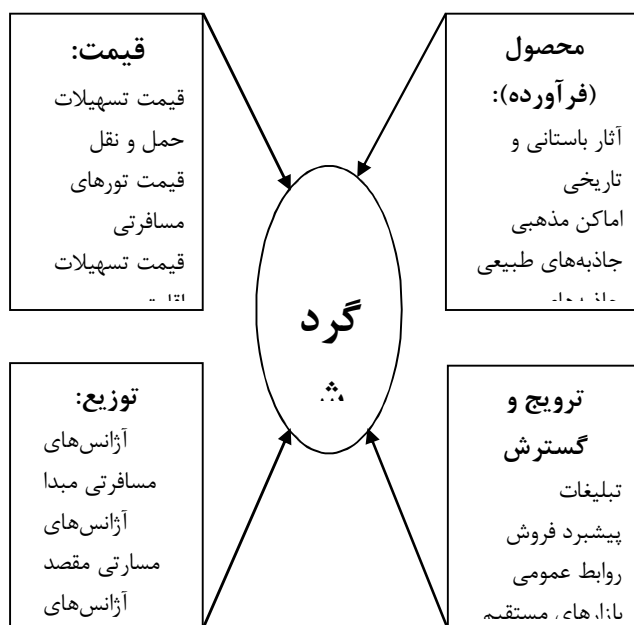 محصول
(فرآورده):
آثار باستانی و
تاریخی
اماکن مذهبی
جاذبه‌های طبیعی
قیمت:
قیمت تسهیلات
حمل و نقل
قیمت تورهای
مسافرتی
قیمت تسهیلات
گرد
ترویج و
گسترش
تبلیغات
پیشبرد فروش
روابط عمومی
بازارهای مستقیم
توزیع:
آژانس‌های
مسافرتی مبدا
آژانس‌های
مسارتی مقصد
آژانس‌های